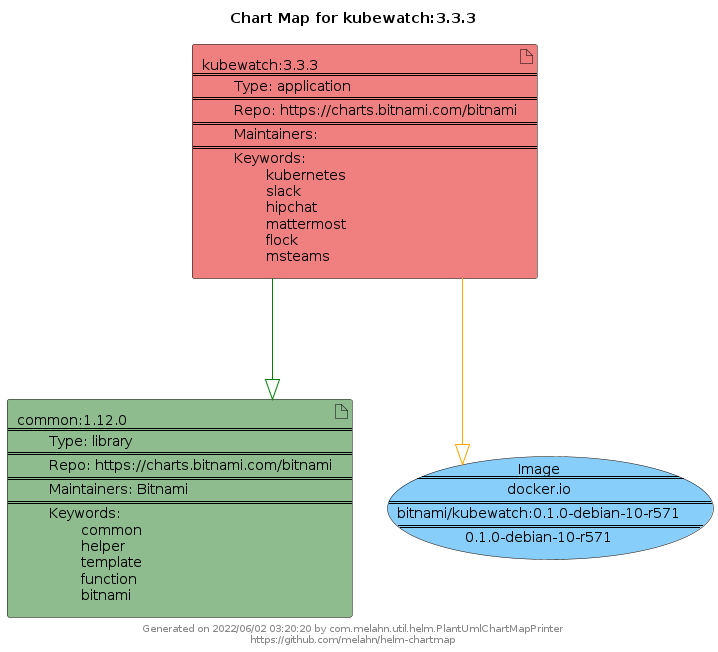 Chart Map for kubewatch:3.3.3
kubewatch:3.3.3
Type: application
Repo: https://charts.bitnami.com/bitnami
Maintainers:
Keywords:
kubernetes
slack
hipchat
mattermost
flock
msteams
common:1.12.0
Type: library
Repo: https://charts.bitnami.com/bitnami
Maintainers: Bitnami
Keywords:
common
helper
template
function
bitnami
Image
docker.io
bitnami/kubewatch:0.1.0-debian-10-r571
0.1.0-debian-10-r571
Generated on 2022/06/02 03:20:20 by com.melahn.util.helm.PlantUmlChartMapPrinter
https://github.com/melahn/helm-chartmap